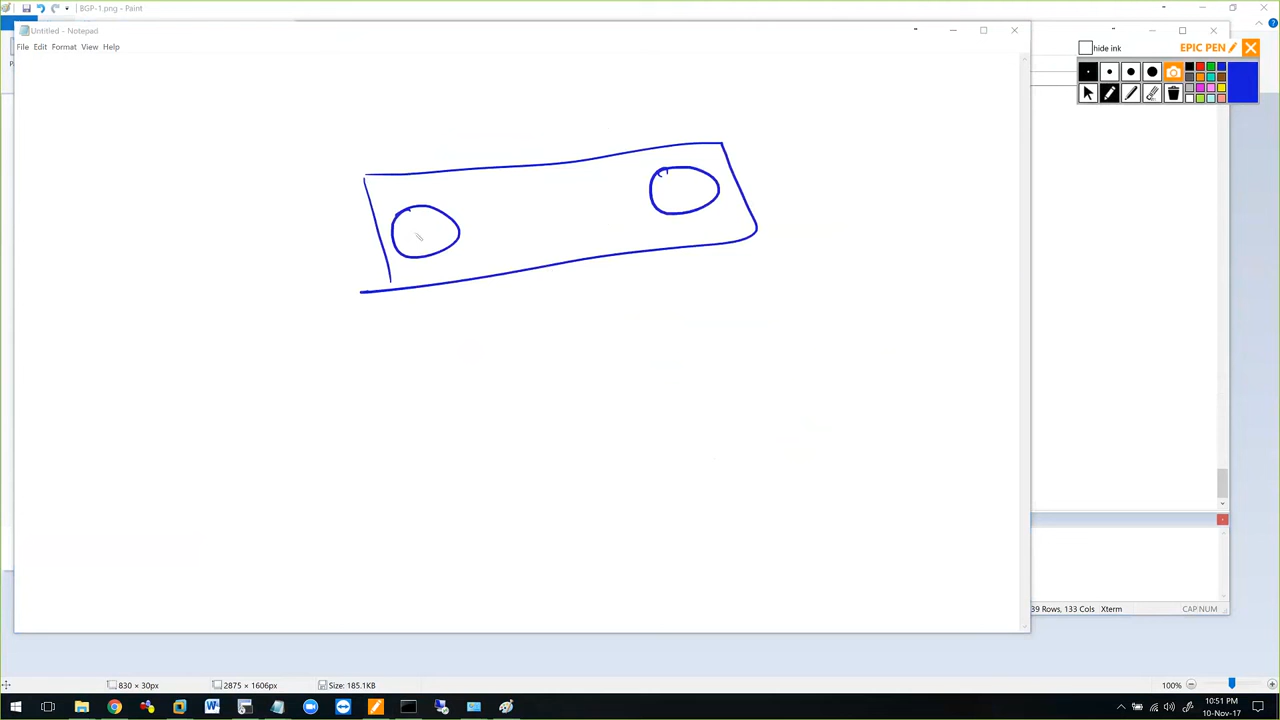 BGP-1.png - Paint
Untitled - Notepad
File Edit Format View Help
hide ink
EPIC PEN
39 Rows, 133 Cols Xterm CAP NUM
830 × 30px
2875 × 1606px
Size: 185.1KB
100%
10:51 PM
10-Nov-17